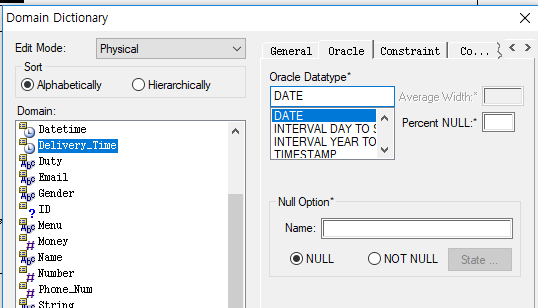 Domain Dictionary
Edit Mode: Physical
Sort
Alphabetically Hierarchically
Domain:
Datetime
Delivery_Time
Duty
Email
Gender
ID
Menu
Money
Name
Number
Phone_Num
String
General Oracle Constraint Co...
Oracle Datatype*
DATE
Average Width:*
DATE
INTERVAL DAY TO S
INTERVAL YEAR TO
TIMESTAMP
Percent NULL:*
Null Option*
Name:
NULL NOT NULL State ...